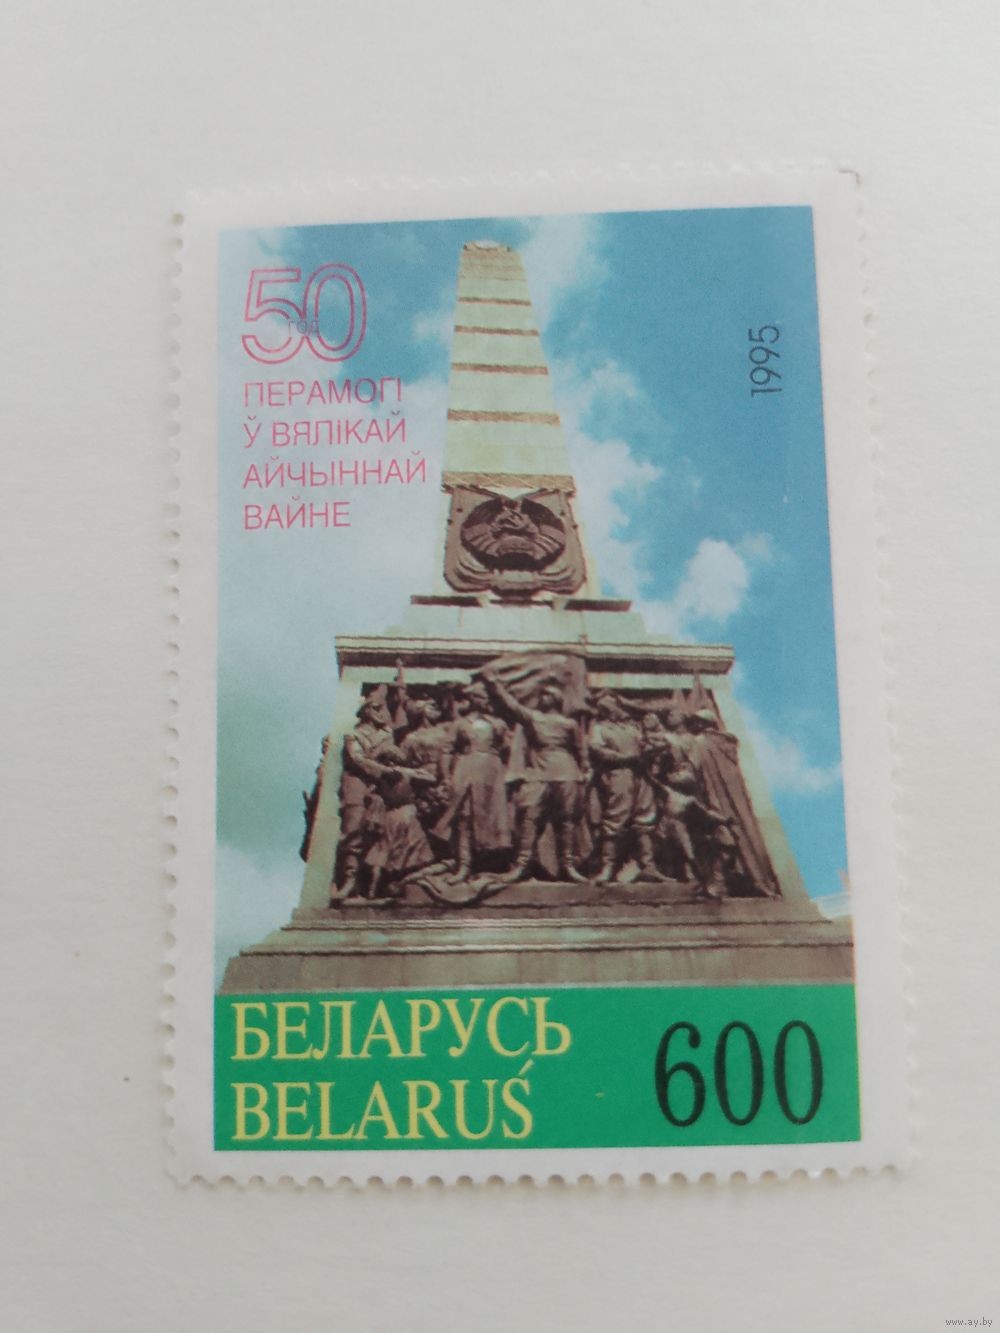 50
год
ПЕРАМОГІ
Ў ВЯЛІКАЙ
АЙЧЫННАЙ
ВАЙНЕ
1995
БЕЛАРУСЬ
BELARUŚ
600
www.ay.by